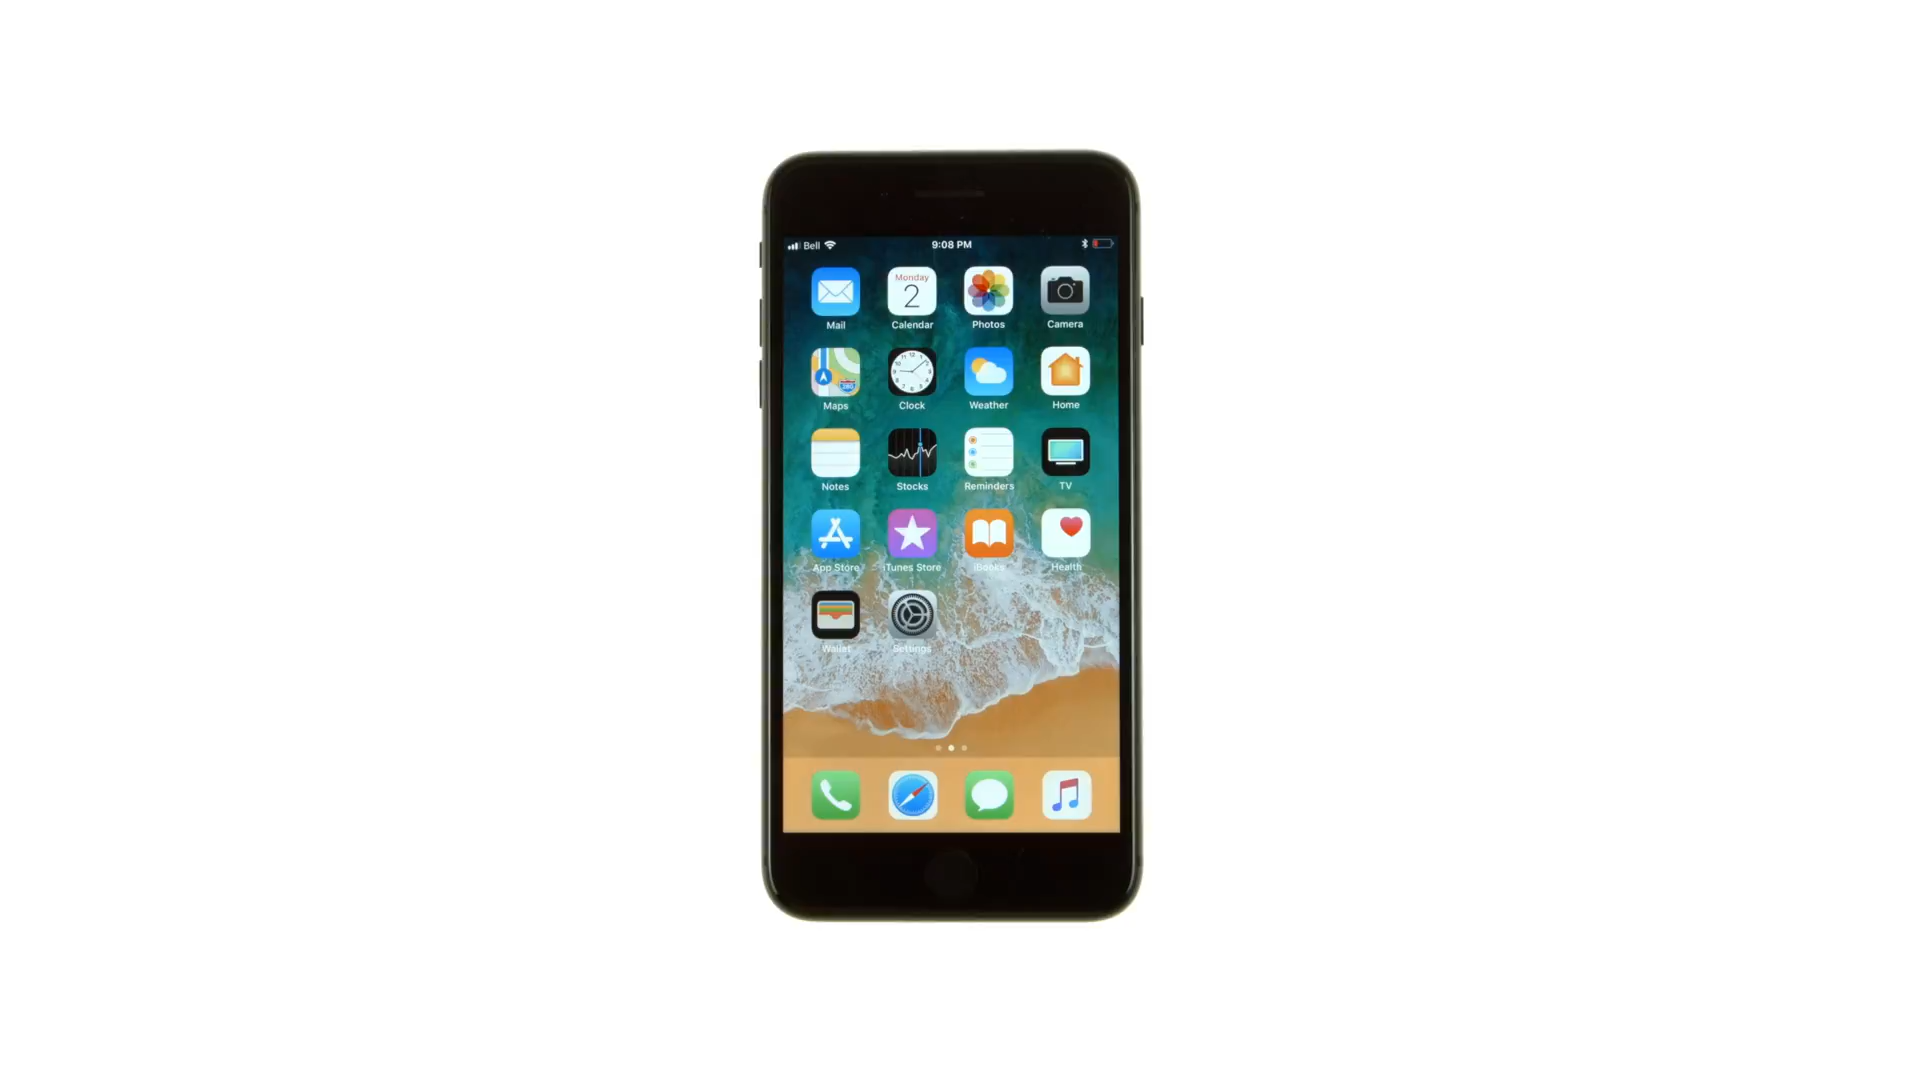 Bell 9:08 PM
Monday
2
Mail Calendar Photos Camera
280
Maps Clock Weather Home
Notes Stocks Reminders TV
App Store iTunes Store iBooks Health
Wallet Settings